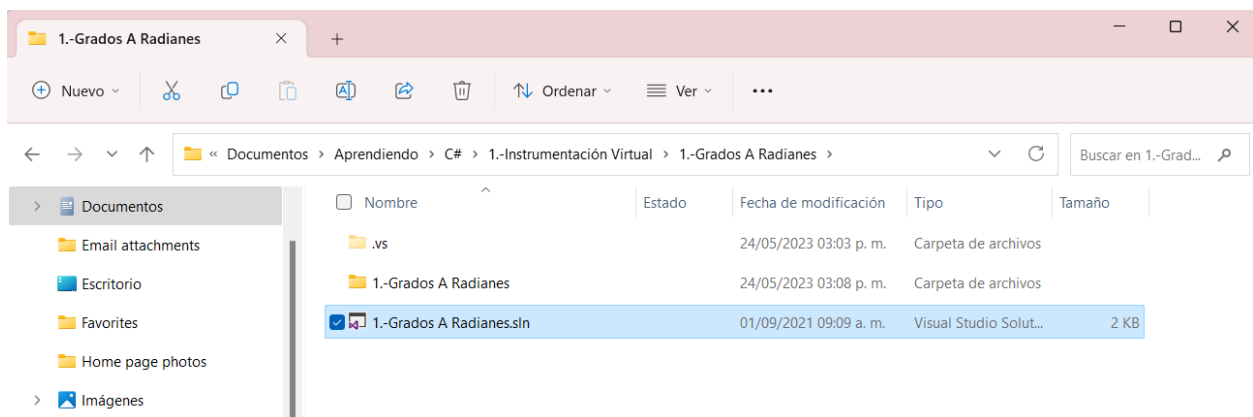 1.-Grados A Radianes
Nuevo Ordenar Ver
« Documentos > Aprendiendo > C# > 1.-Instrumentación Virtual > 1.-Grados A Radianes > Buscar en 1.-Grad...
Documentos
Email attachments
Escritorio
Favorites
Home page photos
Imágenes
Nombre Estado Fecha de modificación Tipo Tamaño
.vs 24/05/2023 03:03 p. m. Carpeta de archivos
1.-Grados A Radianes 24/05/2023 03:08 p. m. Carpeta de archivos
1.-Grados A Radianes.sln 01/09/2021 09:09 a. m. Visual Studio Solut... 2 KB